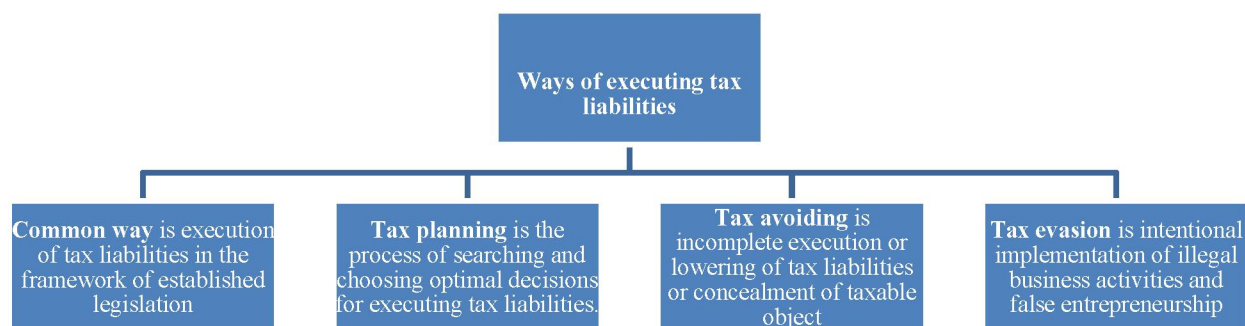 Ways of executing tax
liabilities
Common way is execution
of tax liabilities in the
framework of established
legislation
Tax planning is the
process of searching and
choosing optimal decisions
for executing tax liabilities.
Tax avoiding is
incomplete execution or
lowering of tax liabilities
or concealment of taxable
object
Tax evasion is intentional
implementation of illegal
business activities and
false entrepreneurship